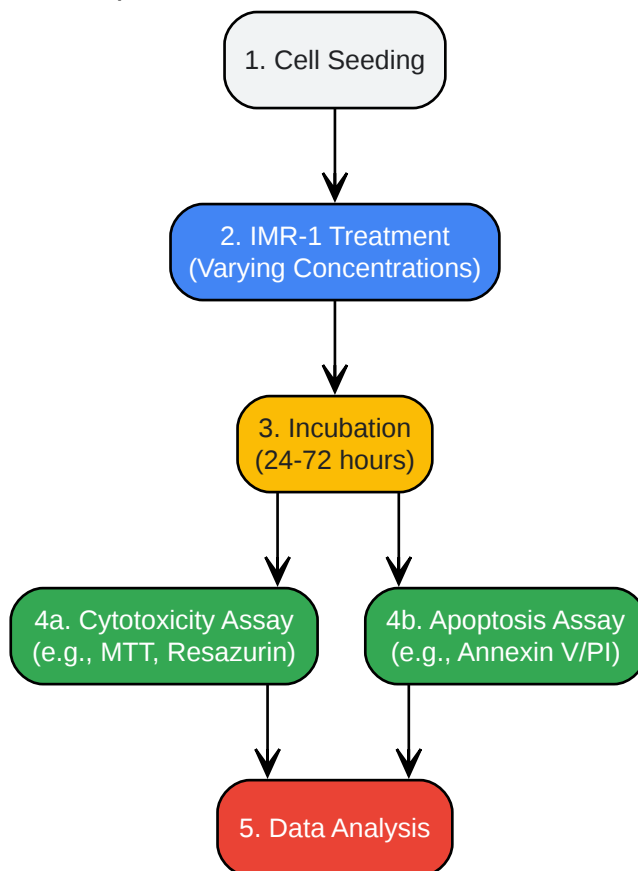 1. Cell Seeding
2. IMR-1 Treatment
(Varying Concentrations)
3. Incubation
(24-72 hours)
4a. Cytotoxicity Assay
(e.g., MTT, Resazurin)
4b. Apoptosis Assay
(e.g., Annexin V/PI)
5. Data Analysis